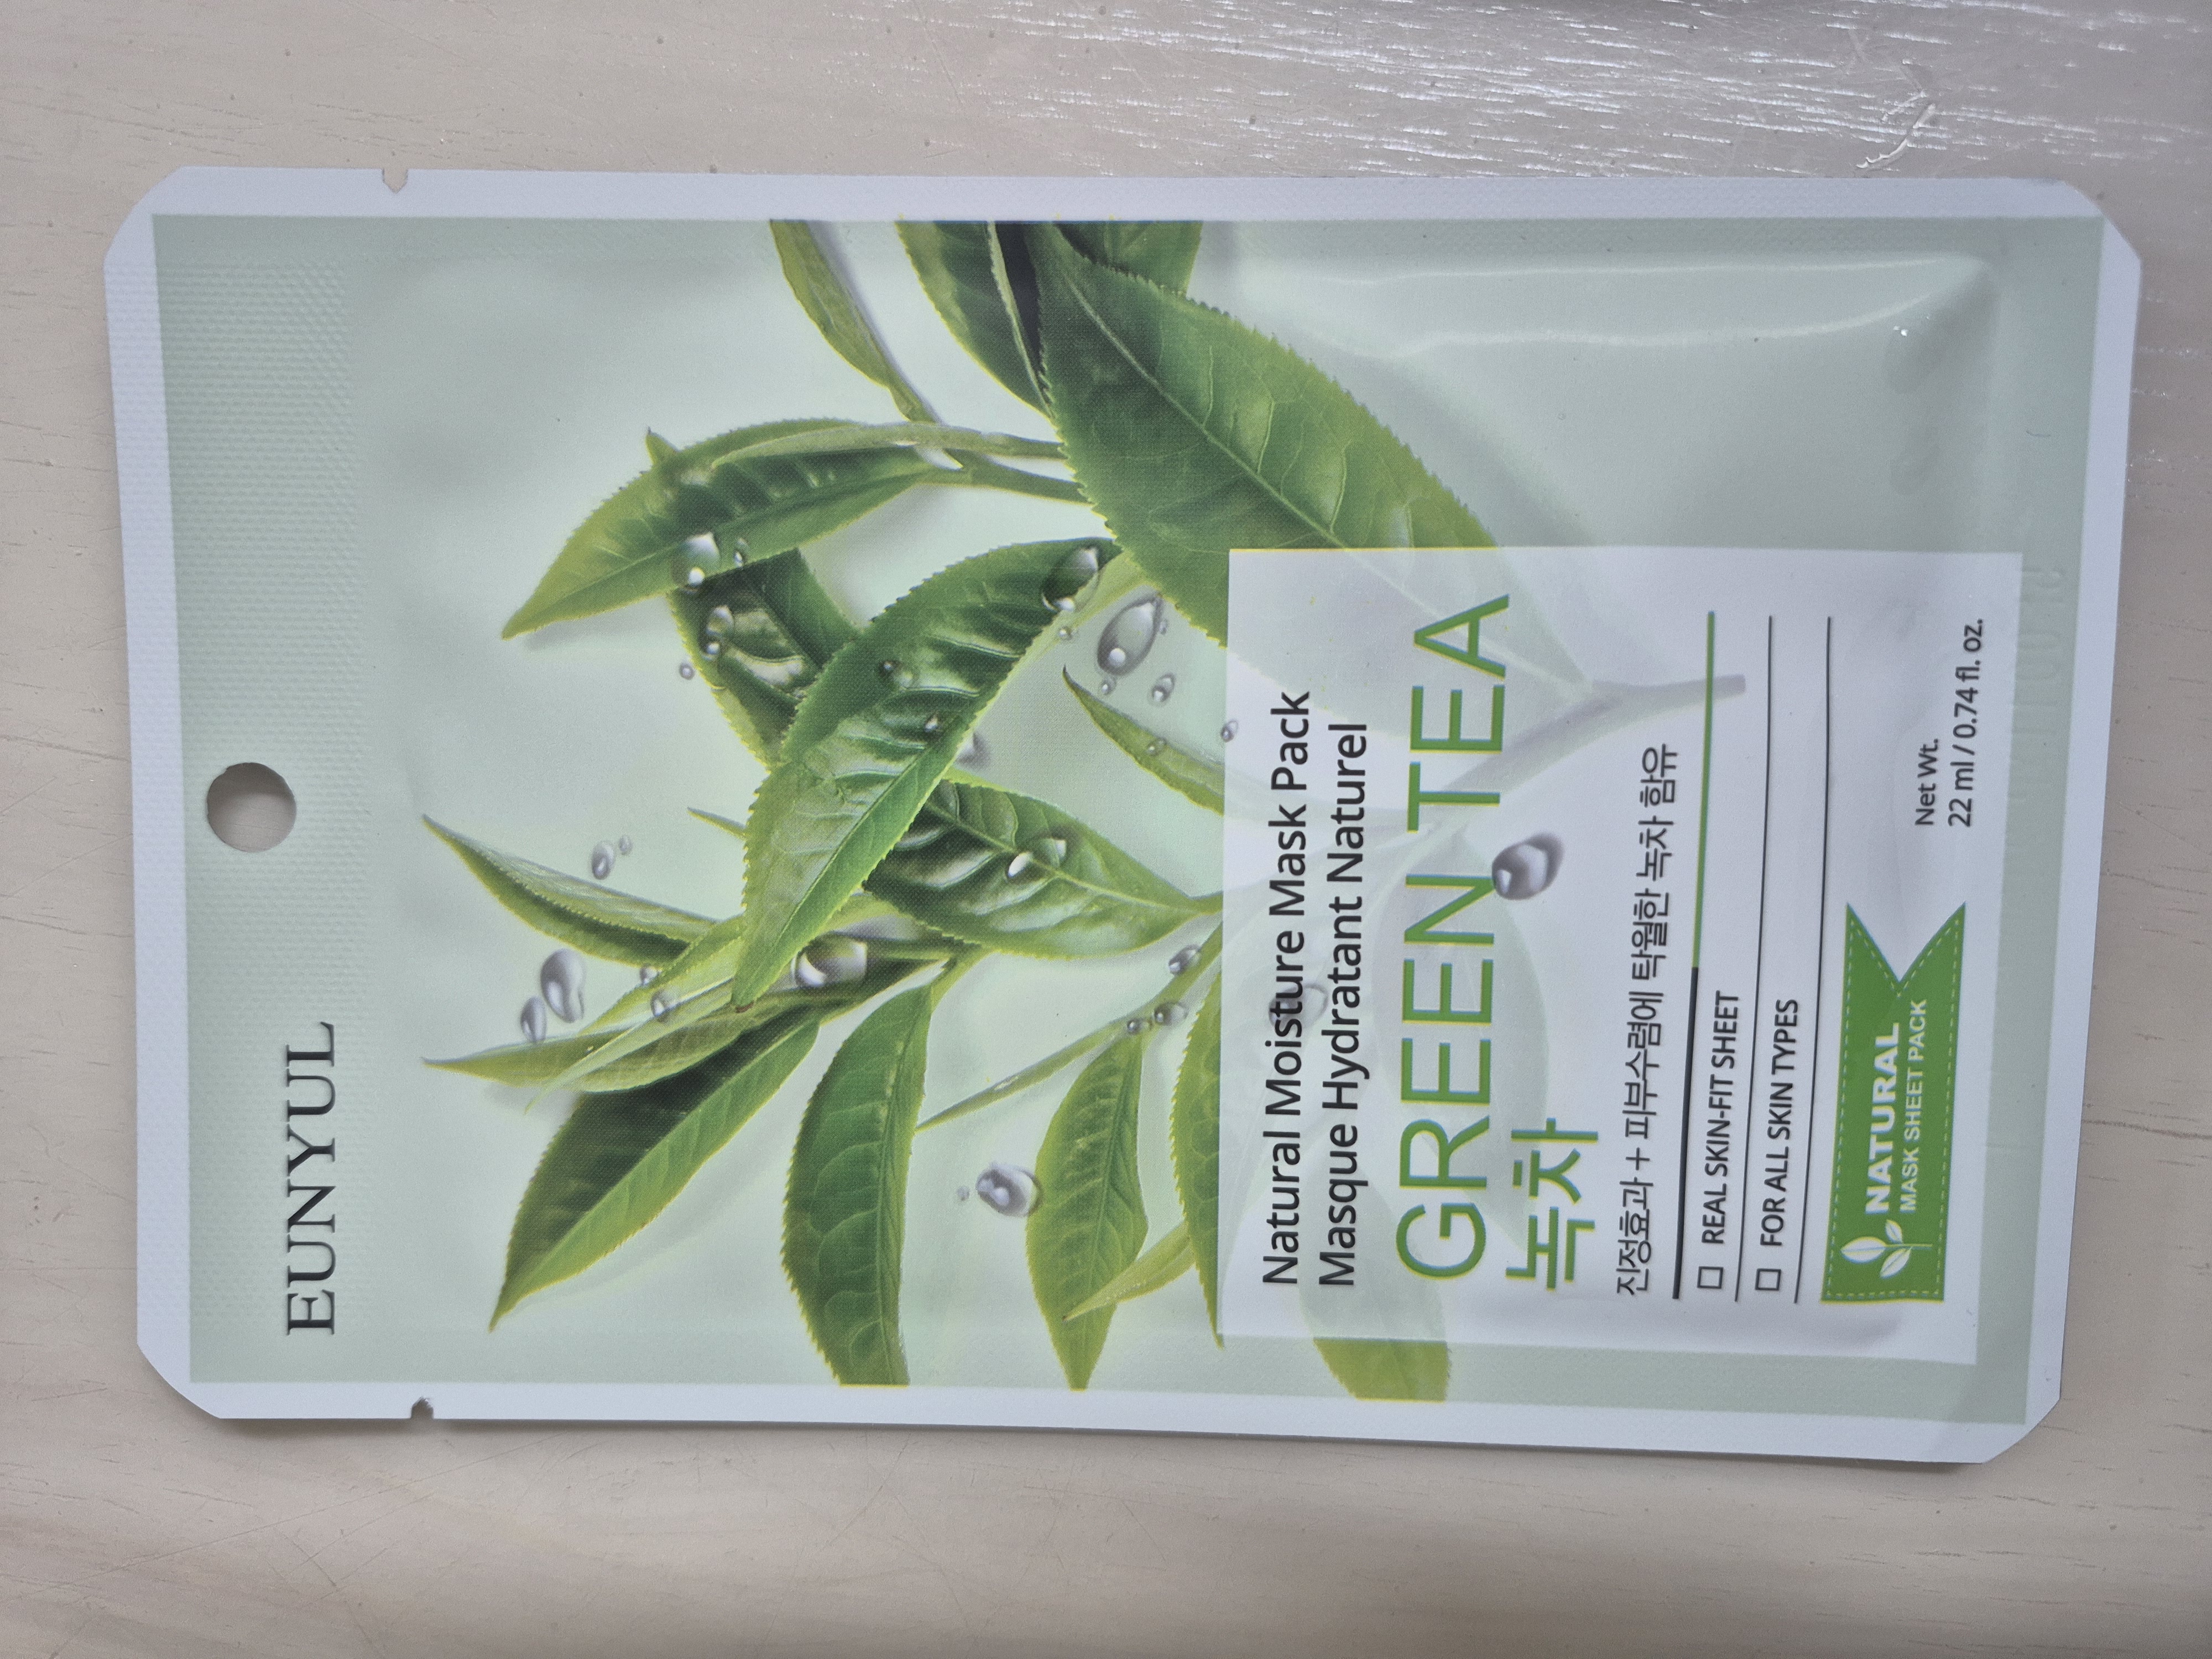 EUNYUL
Natural Moisture Mask Pack
Masque Hydratant Naturel
GREEN TEA
녹차
진정효과 + 피부수렴에 탁월한 녹차 함유
REAL SKIN-FIT SHEET
FOR ALL SKIN TYPES
NATURAL
MASK SHEET PACK
Net Wt.
22 ml / 0.74 fl. oz.